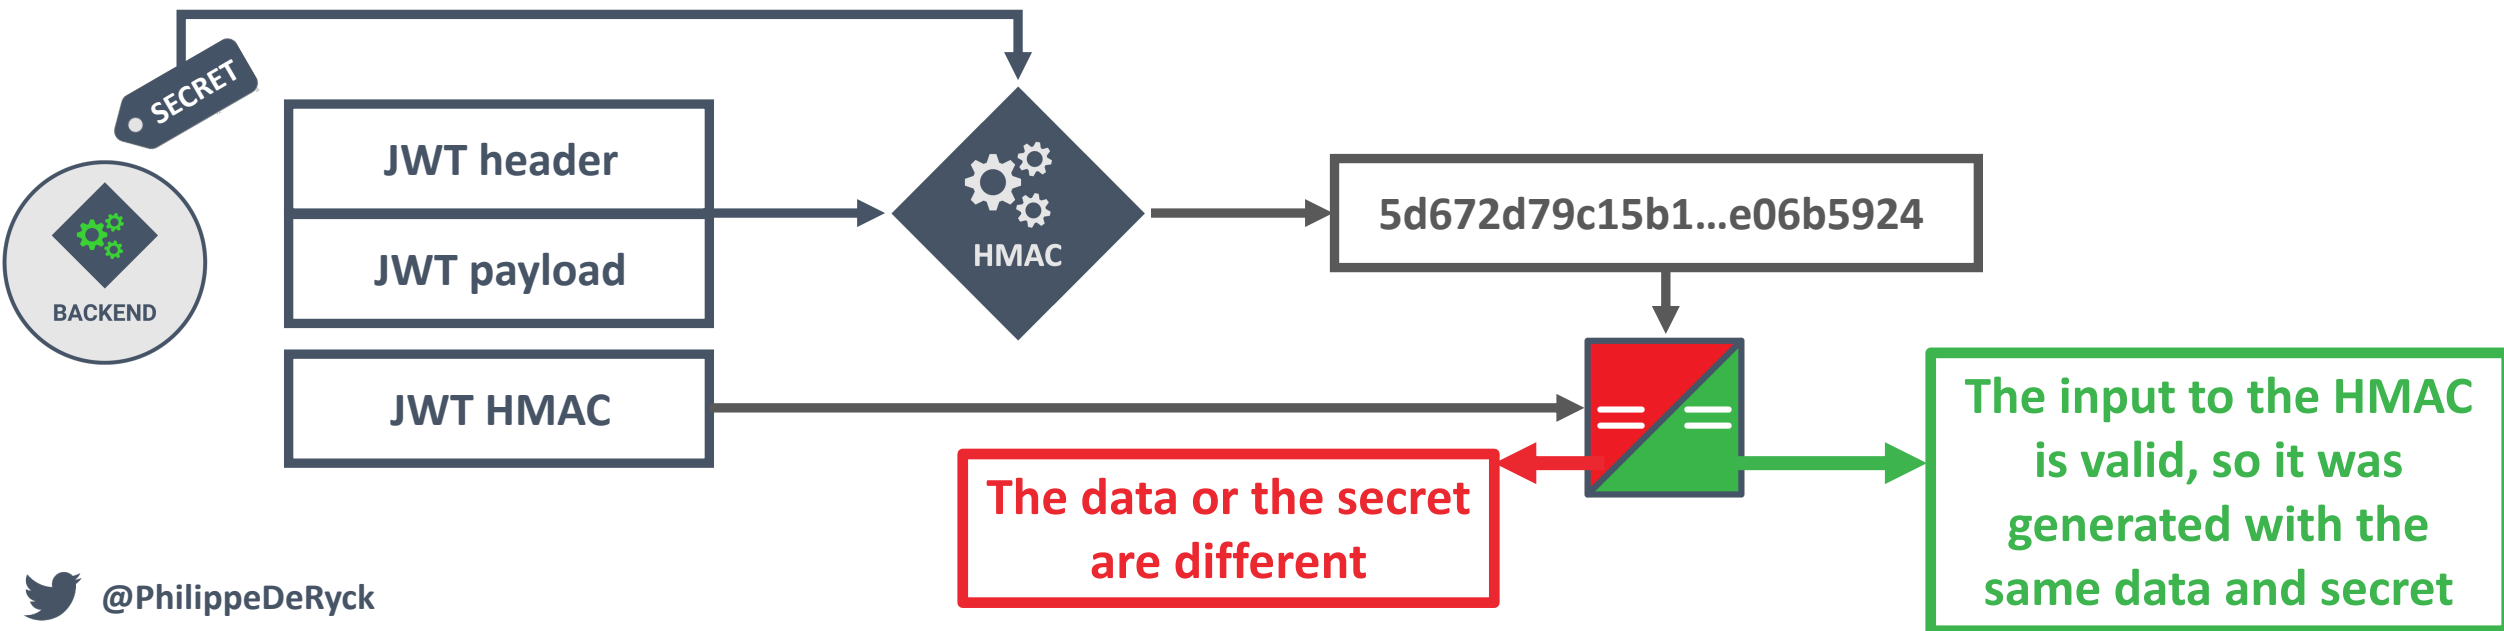 SECRET
JWT header
JWT payload
BACKEND
HMAC
5d672d79c15b1...e06b5924
JWT HMAC
The data or the secret
are different
The input to the HMAC
is valid, so it was
generated with the
same data and secret
@PhilippeDeRyck